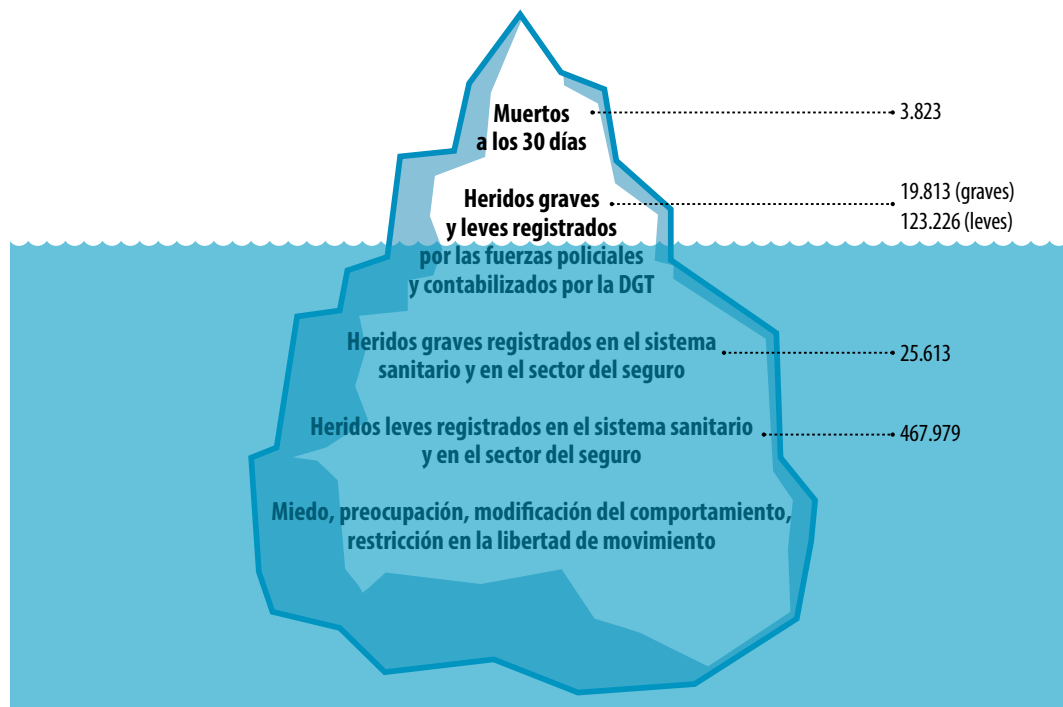 Muertos
a los 30 días
3.823
Heridos graves
y leves registrados
por las fuerzas policiales
y contabilizados por la DGT
19.813 (graves)
123.226 (leves)
Heridos graves registrados en el sistema
sanitario y en el sector del seguro
25.613
Heridos leves registrados en el sistema sanitario
y en el sector del seguro
467.979
Miedo, preocupación, modificación del comportamiento,
restricción en la libertad de movimiento